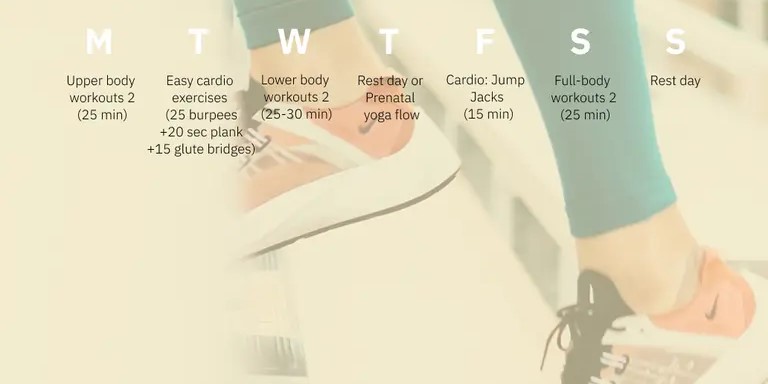 M T W T F S S
Upper body
workouts 2
(25 min)
Easy cardio
exercises
(25 burpees
+20 sec plank
+15 glute bridges)
Lower body
workouts 2
(25-30 min)
Rest day or
Prenatal
yoga flow
Cardio: Jump
Jacks
(15 min)
Full-body
workouts 2
(25 min)
Rest day